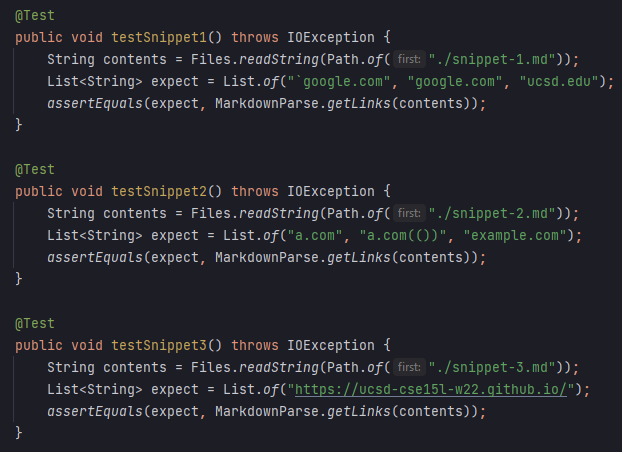 @Test
public void testSnippet1() throws IOException {
    String contents = Files.readString(Path.of( first: "./snippet-1.md"));
    List<String> expect = List.of("`google.com", "google.com", "ucsd.edu");
    assertEquals(expect, MarkdownParse.getLinks(contents));
}
@Test
public void testSnippet2() throws IOException {
    String contents = Files.readString(Path.of( first: "./snippet-2.md"));
    List<String> expect = List.of("a.com", "a.com(())", "example.com");
    assertEquals(expect, MarkdownParse.getLinks(contents));
}
@Test
public void testSnippet3() throws IOException {
    String contents = Files.readString(Path.of( first: "./snippet-3.md"));
    List<String> expect = List.of("https://ucsd-cse15l-w22.github.io/");
    assertEquals(expect, MarkdownParse.getLinks(contents));
}